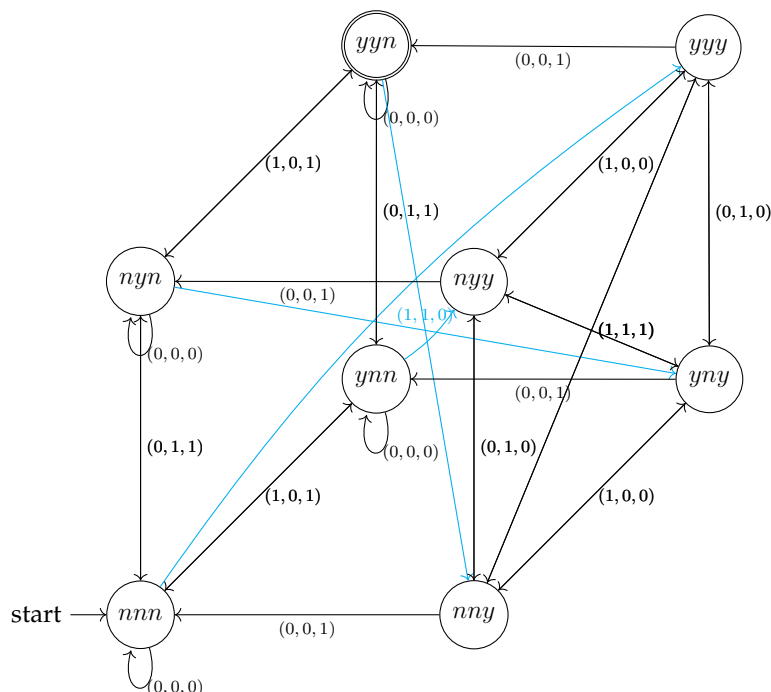 yyn
yyy
(0, 0, 1)
(0, 0, 0)
(1, 0, 1)
(1, 0, 0)
(0, 1, 1)
(0, 1, 0)
nyn
nyy
(0, 0, 1)
(1, 1, 0)
(1, 1, 1)
(0, 0, 0)
ynn
yny
(0, 0, 1)
(0, 1, 1)
(0, 1, 0)
(0, 0, 0)
(1, 0, 1)
(1, 0, 0)
start
nnn
nny
(0, 0, 1)
(0, 0, 0)